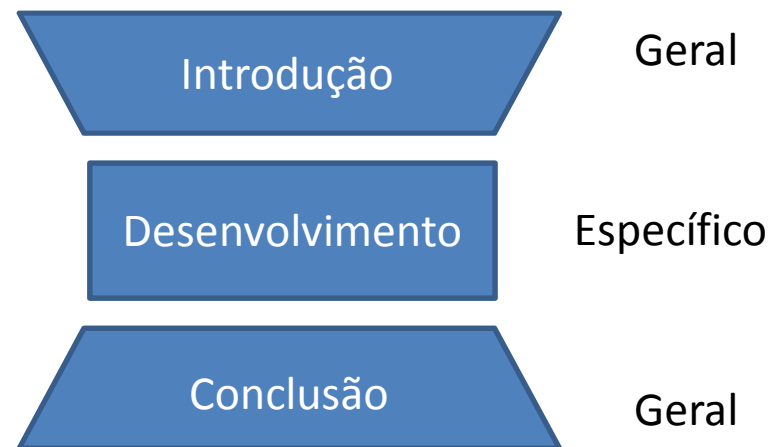 Introdução
Geral
Desenvolvimento
Específico
Conclusão
Geral